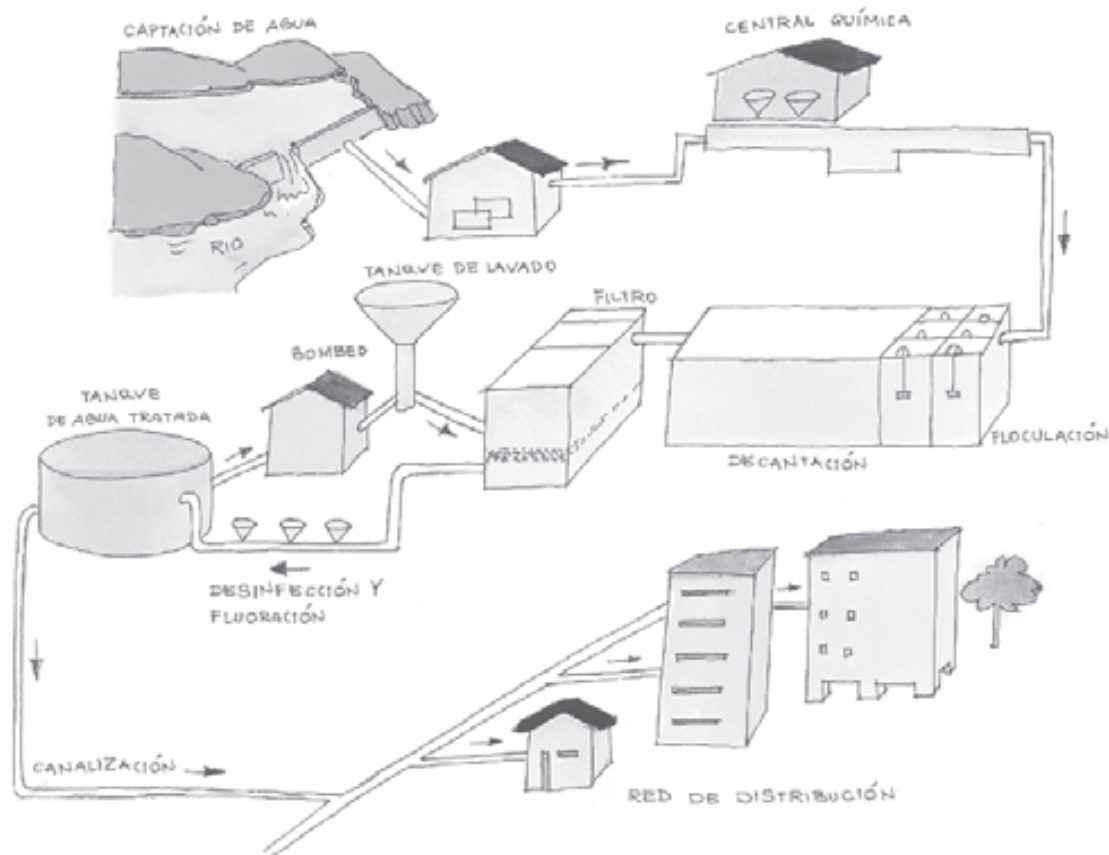 CAPTACIÓN DE AGUA
CENTRAL QUÍMICA
RIO
TANQUE DE LAVADO
FILTRO
BOMBEO
TANQUE
DE AGUA TRATADA
FLOCULACIÓN
DECANTACIÓN
DESINFECCIÓN Y
FLUORACIÓN
CANALIZACIÓN
RED DE DISTRIBUCIÓN